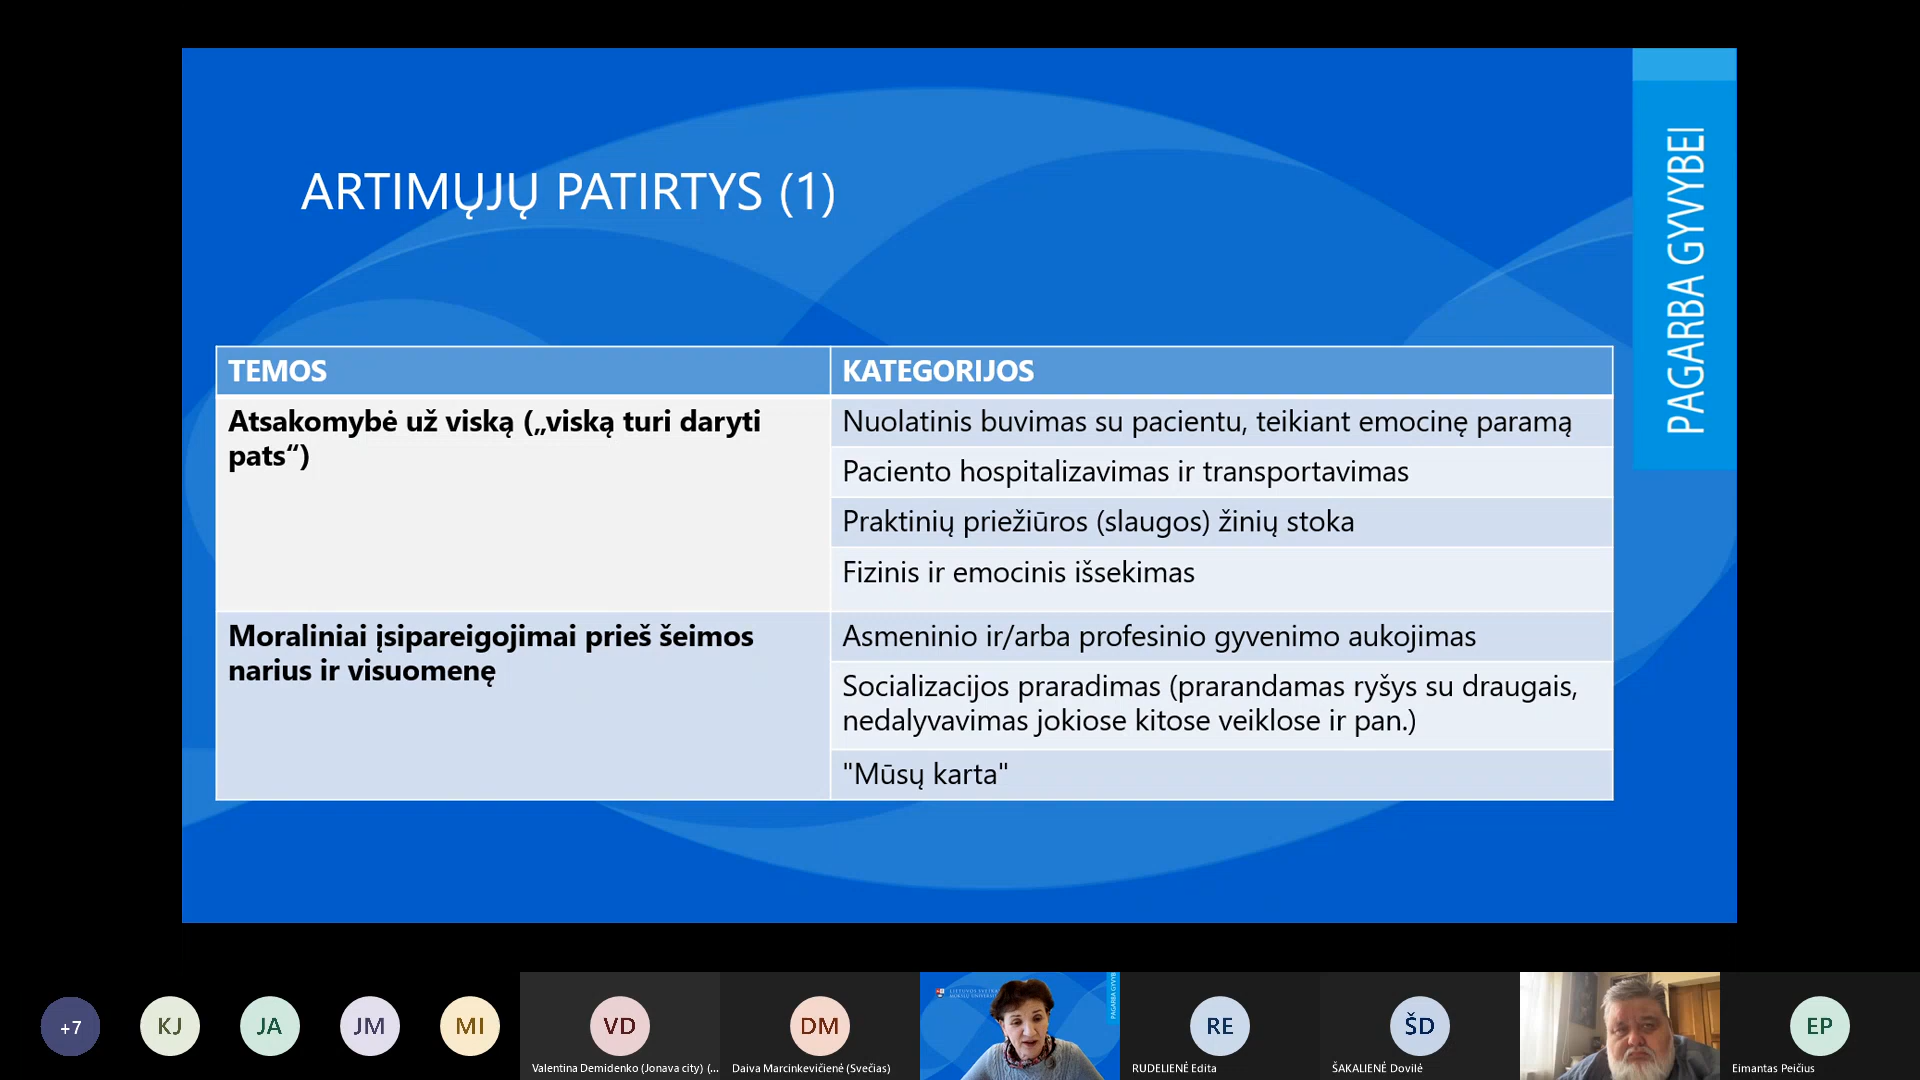 ARTIMŲJŲ PATIRTYS (1)
PAGARBA GYVYBEI
TEMOS
KATEGORIJOS
Atsakomybė už viską („viską turi daryti
pats“)
Nuolatinis buvimas su pacientu, teikiant emocinę paramą
Paciento hospitalizavimas ir transportavimas
Praktinių priežiūros (slaugos) žinių stoka
Fizinis ir emocinis išsekimas
Moraliniai įsipareigojimai prieš šeimos
narius ir visuomenę
Asmeninio ir/arba profesinio gyvenimo aukojimas
Socializacijos praradimas (prarandamas ryšys su draugais,
nedalyvavimas jokiose kitose veiklose ir pan.)
"Mūsų karta"
+7
KJ
JA
JM
MI
VD
Valentina Demidenko (Jonava city) (...
DM
Daiva Marcinkevičienė (Svečias)
RE
RUDELIENĖ Edita
ŠD
ŠAKALIENĖ Dovilė
EP
Eimantas Peičius